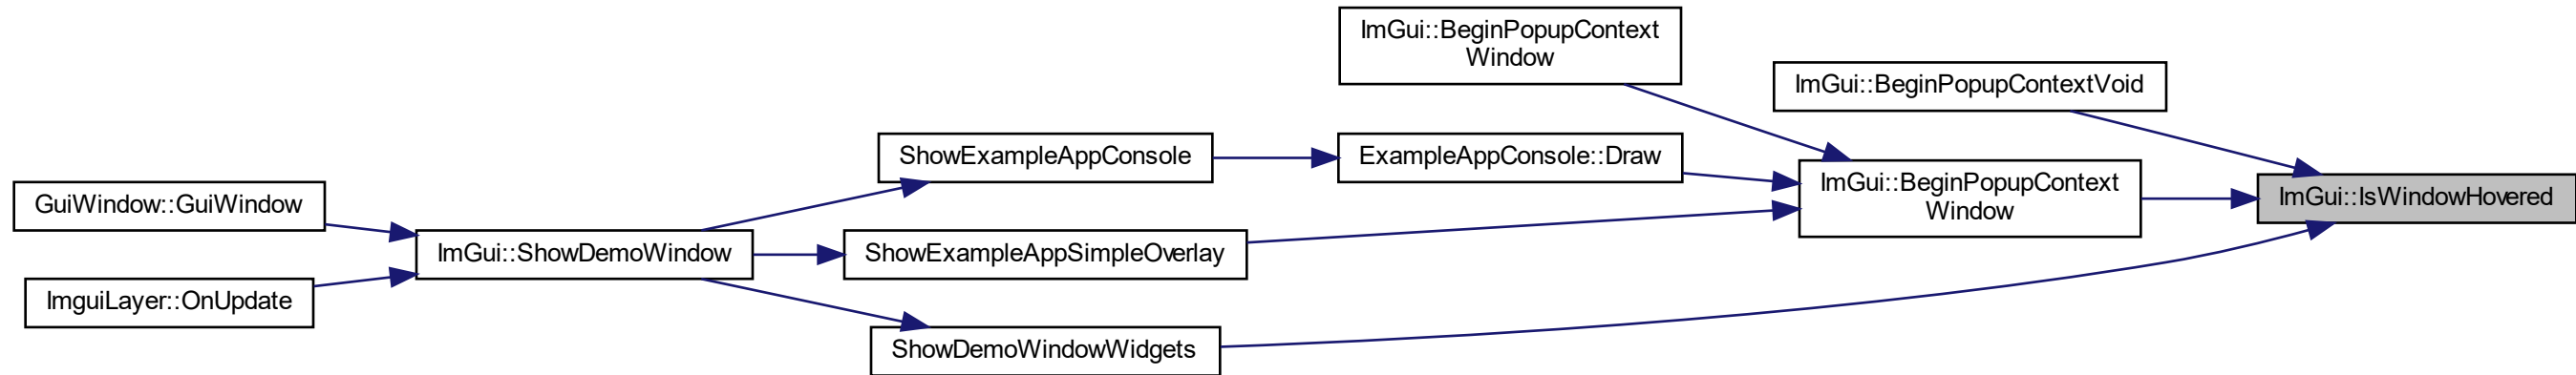 ImGui::BeginPopupContext
Window
ImGui::BeginPopupContextVoid
ShowExampleAppConsole
ExampleAppConsole::Draw
ImGui::BeginPopupContext
Window
ImGui::IsWindowHovered
GuiWindow::GuiWindow
ImGui::ShowDemoWindow
ShowExampleAppSimpleOverlay
ImguiLayer::OnUpdate
ShowDemoWindowWidgets